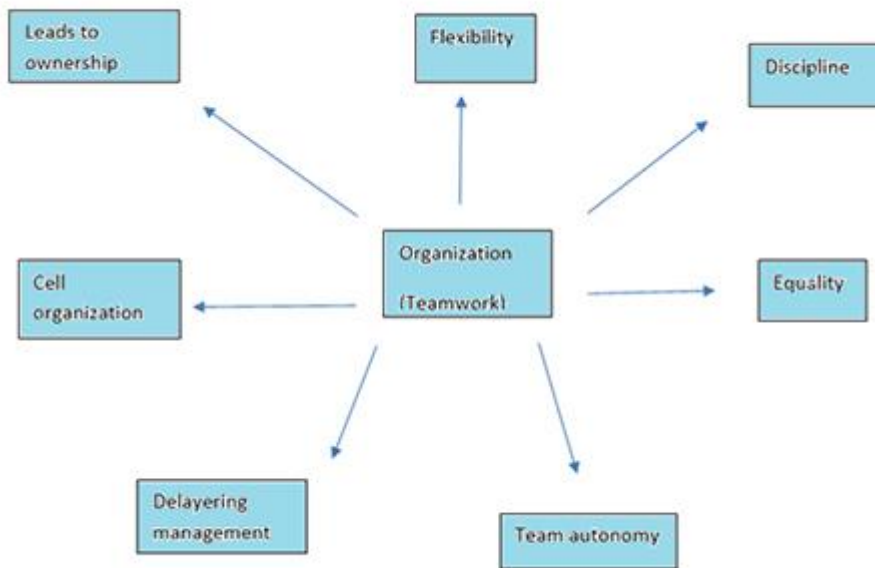 Leads to
ownership
Flexibility
Discipline
Organization
(Teamwork)
Cell
organization
Equality
Delayering
management
Team autonomy